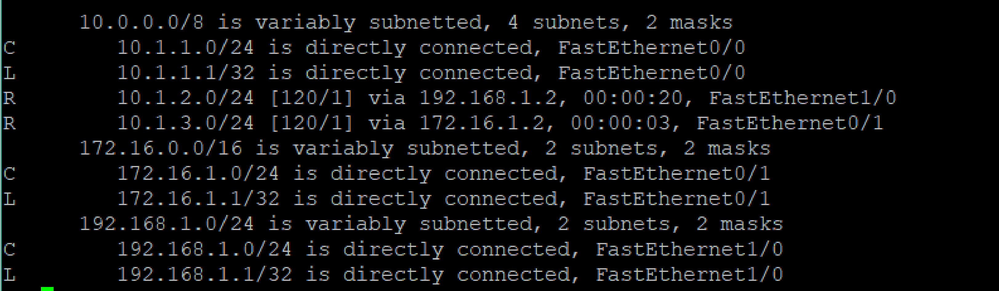 10.0.0.0/8 is variably subnetted, 4 subnets, 2 masks
C 10.1.1.0/24 is directly connected, FastEthernet0/0
L 10.1.1.1/32 is directly connected, FastEthernet0/0
R 10.1.2.0/24 [120/1] via 192.168.1.2, 00:00:20, FastEthernet1/0
R 10.1.3.0/24 [120/1] via 172.16.1.2, 00:00:03, FastEthernet0/1
172.16.0.0/16 is variably subnetted, 2 subnets, 2 masks
C 172.16.1.0/24 is directly connected, FastEthernet0/1
L 172.16.1.1/32 is directly connected, FastEthernet0/1
192.168.1.0/24 is variably subnetted, 2 subnets, 2 masks
C 192.168.1.0/24 is directly connected, FastEthernet1/0
L 192.168.1.1/32 is directly connected, FastEthernet1/0